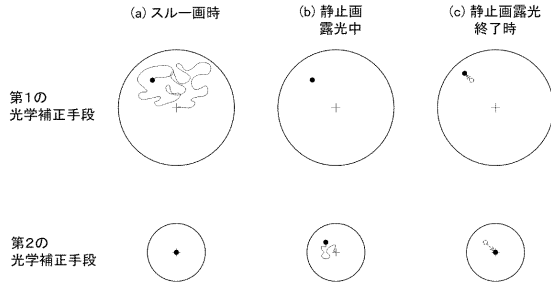 (a) スルー画時
(b) 静止画
露光中
(c) 静止画露光
終了時
第1の
光学補正手段
第2の
光学補正手段